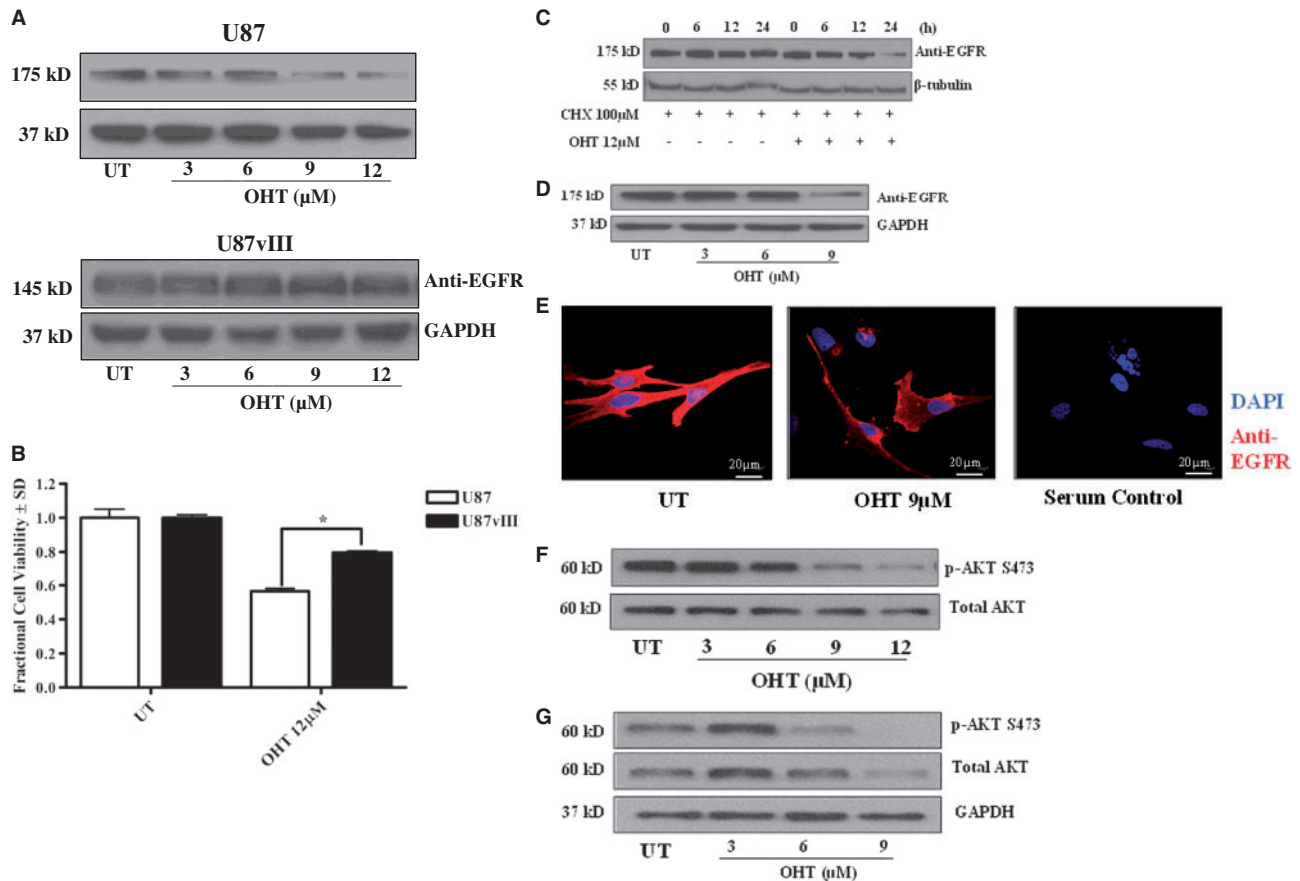 A
U87
175 kD
37 kD
UT 3 6 9 12
OHT (µM)
U87vIII
145 kD Anti-EGFR
37 kD GAPDH
UT 3 6 9 12
OHT (µM)
B
Fractional Cell Viability ± SD
1.2
1.0
0.8
0.6
0.4
0.2
0.0
*
U87
U87vIII
UT
OHT 12µM
C
0 6 12 24 0 6 12 24 (h)
175 kD Anti-EGFR
55 kD β-tubulin
CHX 100µM + + + + + + + +
OHT 12µM - - - - + + + +
D
175 kD Anti-EGFR
37 kD GAPDH
UT 3 6 9
OHT (µM)
E
20µm
20µm
20µm
DAPI
Anti-
EGFR
UT OHT 9µM Serum Control
F
60 kD p-AKT S473
60 kD Total AKT
UT 3 6 9 12
OHT (µM)
G
60 kD p-AKT S473
60 kD Total AKT
37 kD GAPDH
UT 3 6 9
OHT (µM)